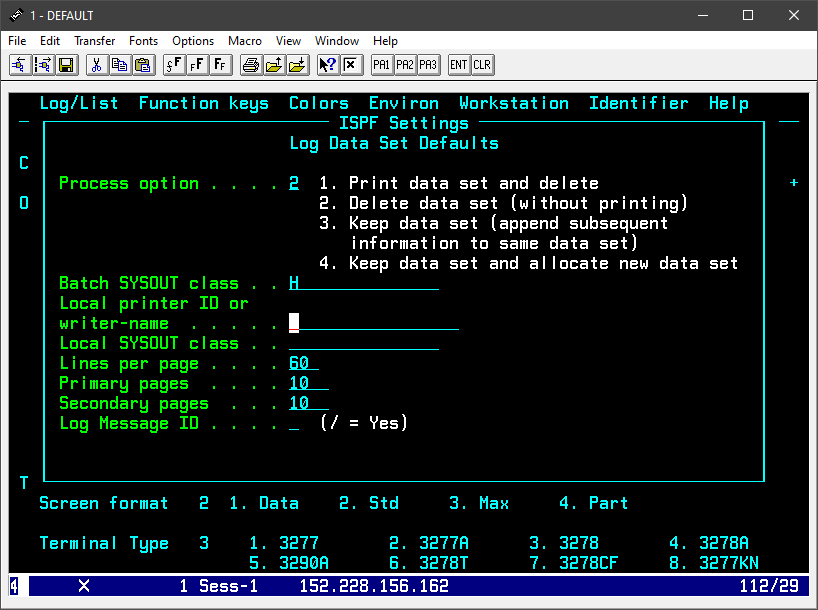 1 - DEFAULT
File Edit Transfer Fonts Options Macro View Window Help
PA1 PA2 PA3 ENT CLR
Log/List Function keys Colors Environ Workstation Identifier Help
ISPF Settings
Log Data Set Defaults
C
Process option . . . . 2 1. Print data set and delete +
O 2. Delete data set (without printing)
3. Keep data set (append subsequent
information to same data set)
4. Keep data set and allocate new data set
Batch SYSOUT class . . H
Local printer ID or
writer-name . . . . .
Local SYSOUT class . .
Lines per page . . . . 60
Primary pages . . . 10
Secondary pages . . . 10
Log Message ID . . . . _ (/ = Yes)
T
Screen format 2 1. Data 2. Std 3. Max 4. Part
Terminal Type 3 1. 3277 2. 3277A 3. 3278 4. 3278A
5. 3290A 6. 3278T 7. 3278CF 8. 3277KN
4 X 1 Sess-1 152.228.156.162 112/29